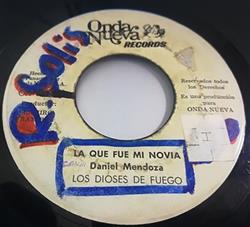 Onda
Nueva
RECORDS
R. Solis
Reservados todos
los Derechos
Es una producción
para
ONDA NUEVA
LA QUE FUE MI NOVIA
Daniel Mendoza
LOS DIOSES DE FUEGO